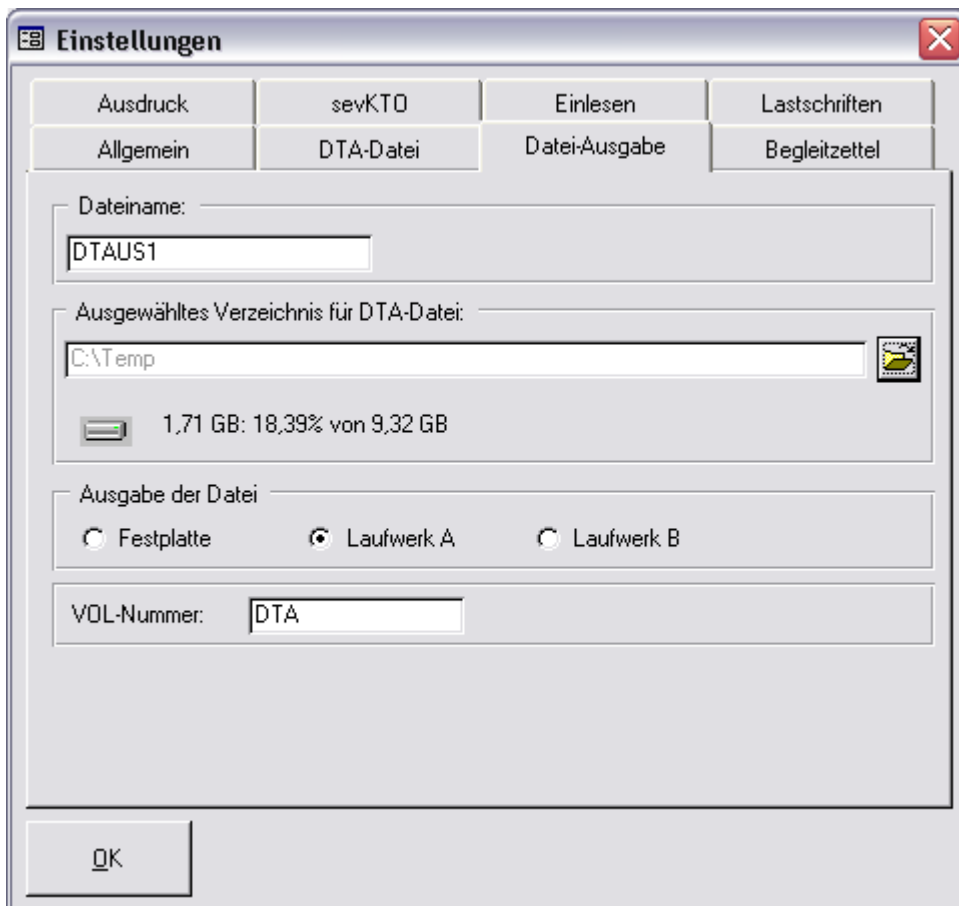 Einstellungen
Ausdruck sevKTO Einlesen Lastschriften
Allgemein DTA-Datei Datei-Ausgabe Begleitzettel
Dateiname:
DTAUS1
Ausgewähltes Verzeichnis für DTA-Datei:
C:\Temp
1,71 GB: 18,39% von 9,32 GB
Ausgabe der Datei
Festplatte Laufwerk A Laufwerk B
VOL-Nummer: DTA
OK